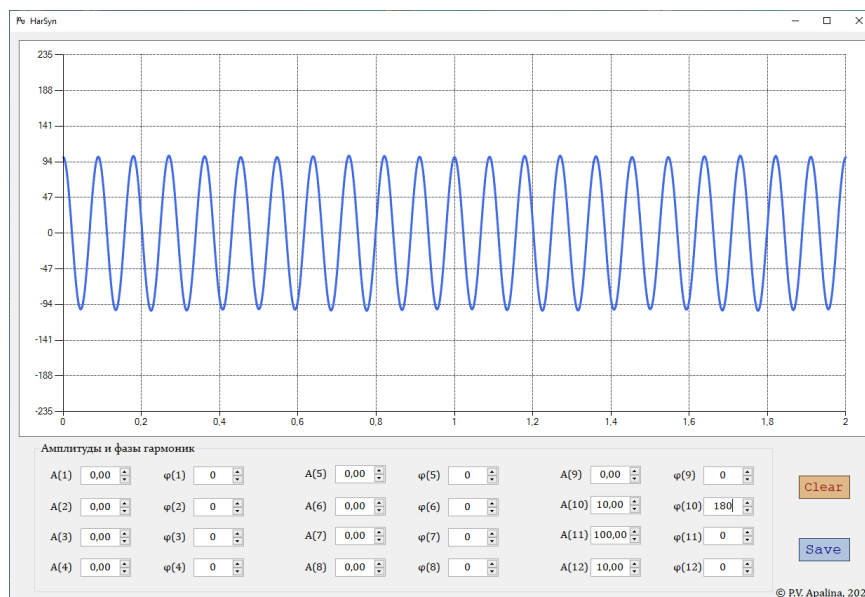 HarSyn
235
188
141
94
47
0
-47
-94
-141
-188
-235
0 0,2 0,4 0,6 0,8 1 1,2 1,4 1,6 1,8 2
Амплитуды и фазы гармоник
A(1) 0,00 φ(1) 0 A(5) 0,00 φ(5) 0 A(9) 0,00 φ(9) 0
A(2) 0,00 φ(2) 0 A(6) 0,00 φ(6) 0 A(10) 10,00 φ(10) 180
A(3) 0,00 φ(3) 0 A(7) 0,00 φ(7) 0 A(11) 100,00 φ(11) 0
A(4) 0,00 φ(4) 0 A(8) 0,00 φ(8) 0 A(12) 10,00 φ(12) 0
Clear
Save
© P.V. Apalina, 202